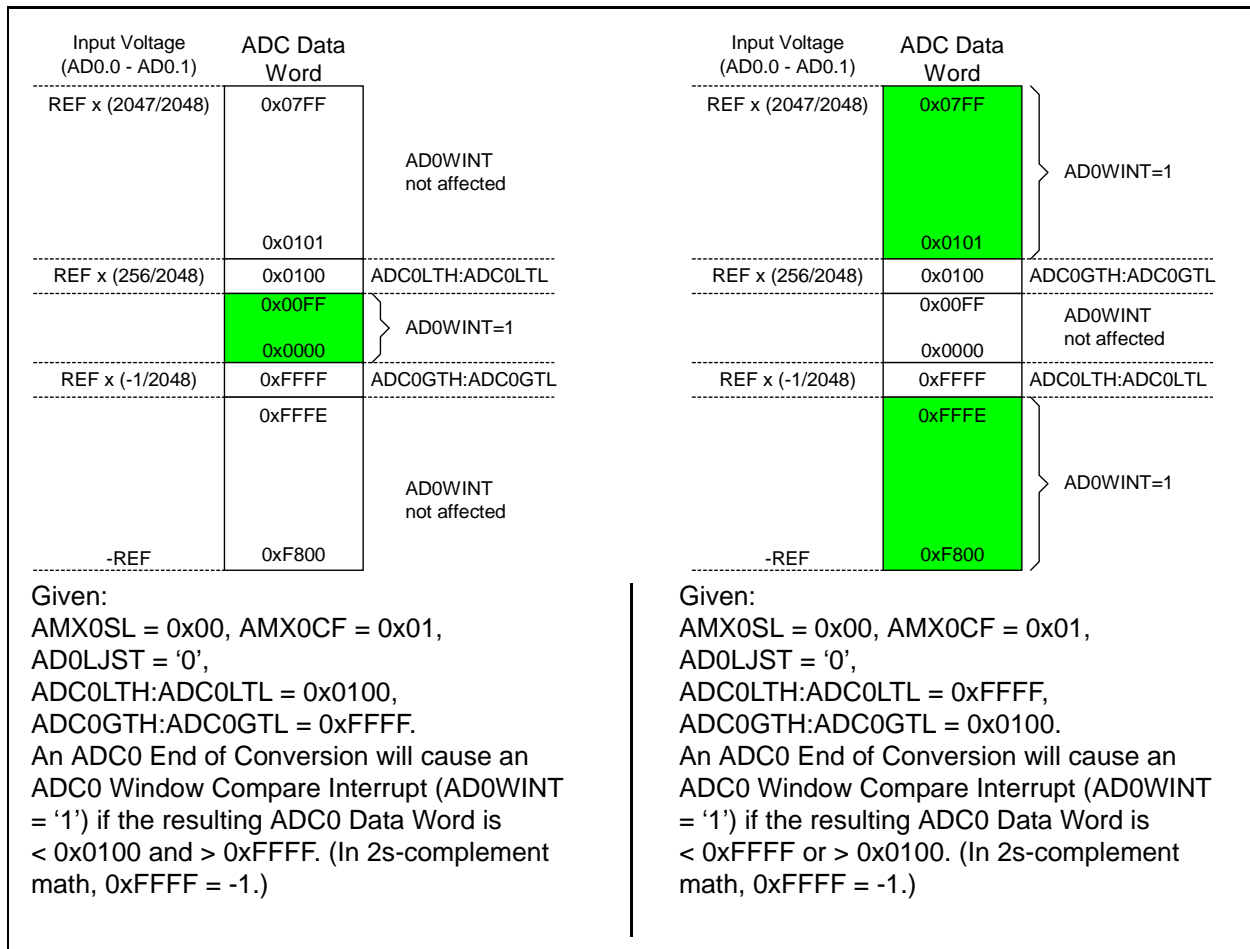 Input Voltage
(AD0.0 - AD0.1)
ADC Data
Word
REF x (2047/2048)
0x07FF
AD0WINT
not affected
0x0101
REF x (256/2048)
0x0100
ADC0LTH:ADC0LTL
0x00FF
AD0WINT=1
0x0000
REF x (-1/2048)
0xFFFF
ADC0GTH:ADC0GTL
0xFFFE
AD0WINT
not affected
-REF
0xF800
Given:
AMX0SL = 0x00, AMX0CF = 0x01,
AD0LJST = ‘0’,
ADC0LTH:ADC0LTL = 0x0100,
ADC0GTH:ADC0GTL = 0xFFFF.
An ADC0 End of Conversion will cause an
ADC0 Window Compare Interrupt (AD0WINT
= ‘1’) if the resulting ADC0 Data Word is
< 0x0100 and > 0xFFFF. (In 2s-complement
math, 0xFFFF = -1.)
Input Voltage
(AD0.0 - AD0.1)
ADC Data
Word
REF x (2047/2048)
0x07FF
AD0WINT=1
0x0101
REF x (256/2048)
0x0100
ADC0GTH:ADC0GTL
0x00FF
AD0WINT
not affected
0x0000
REF x (-1/2048)
0xFFFF
ADC0LTH:ADC0LTL
0xFFFE
AD0WINT=1
-REF
0xF800
Given:
AMX0SL = 0x00, AMX0CF = 0x01,
AD0LJST = ‘0’,
ADC0LTH:ADC0LTL = 0xFFFF,
ADC0GTH:ADC0GTL = 0x0100.
An ADC0 End of Conversion will cause an
ADC0 Window Compare Interrupt (AD0WINT
= ‘1’) if the resulting ADC0 Data Word is
< 0xFFFF or > 0x0100. (In 2s-complement
math, 0xFFFF = -1.)